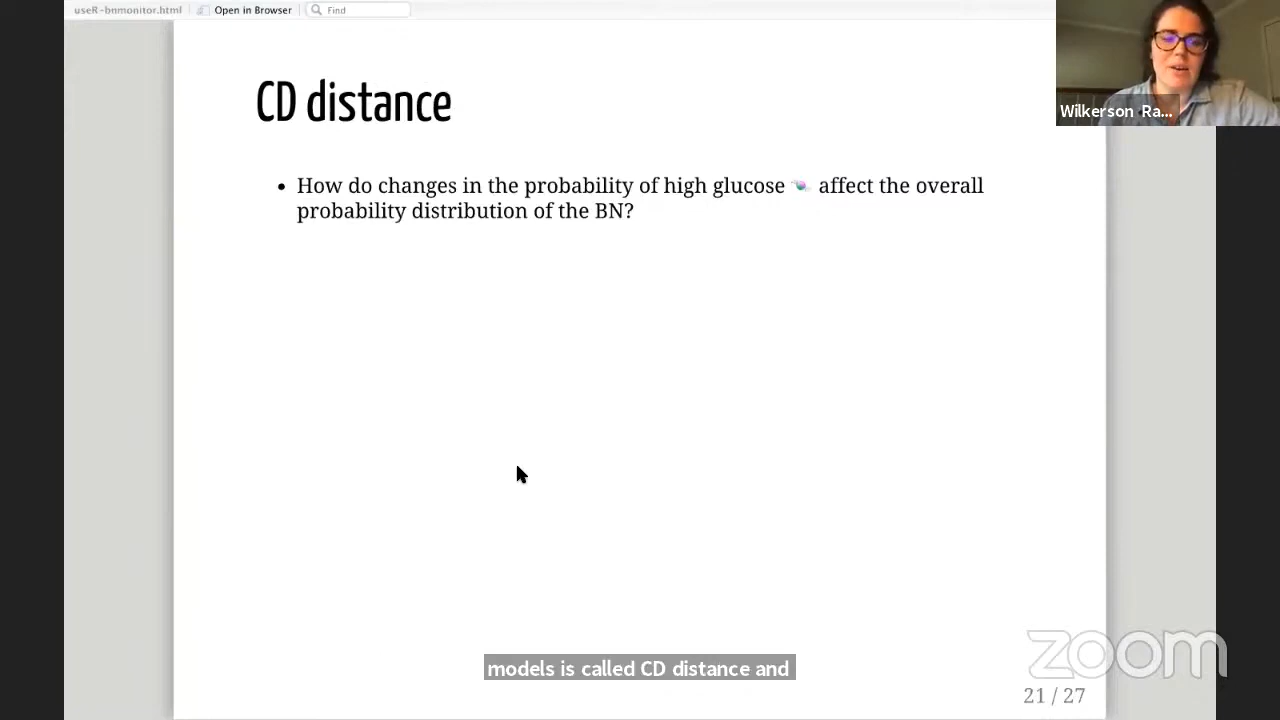 useR-bnmonitor.html Open in Browser Find
Wilkerson Ra...
CD distance
• How do changes in the probability of high glucose 🍬 affect the overall
probability distribution of the BN?
models is called CD distance and
zoom
21 / 27